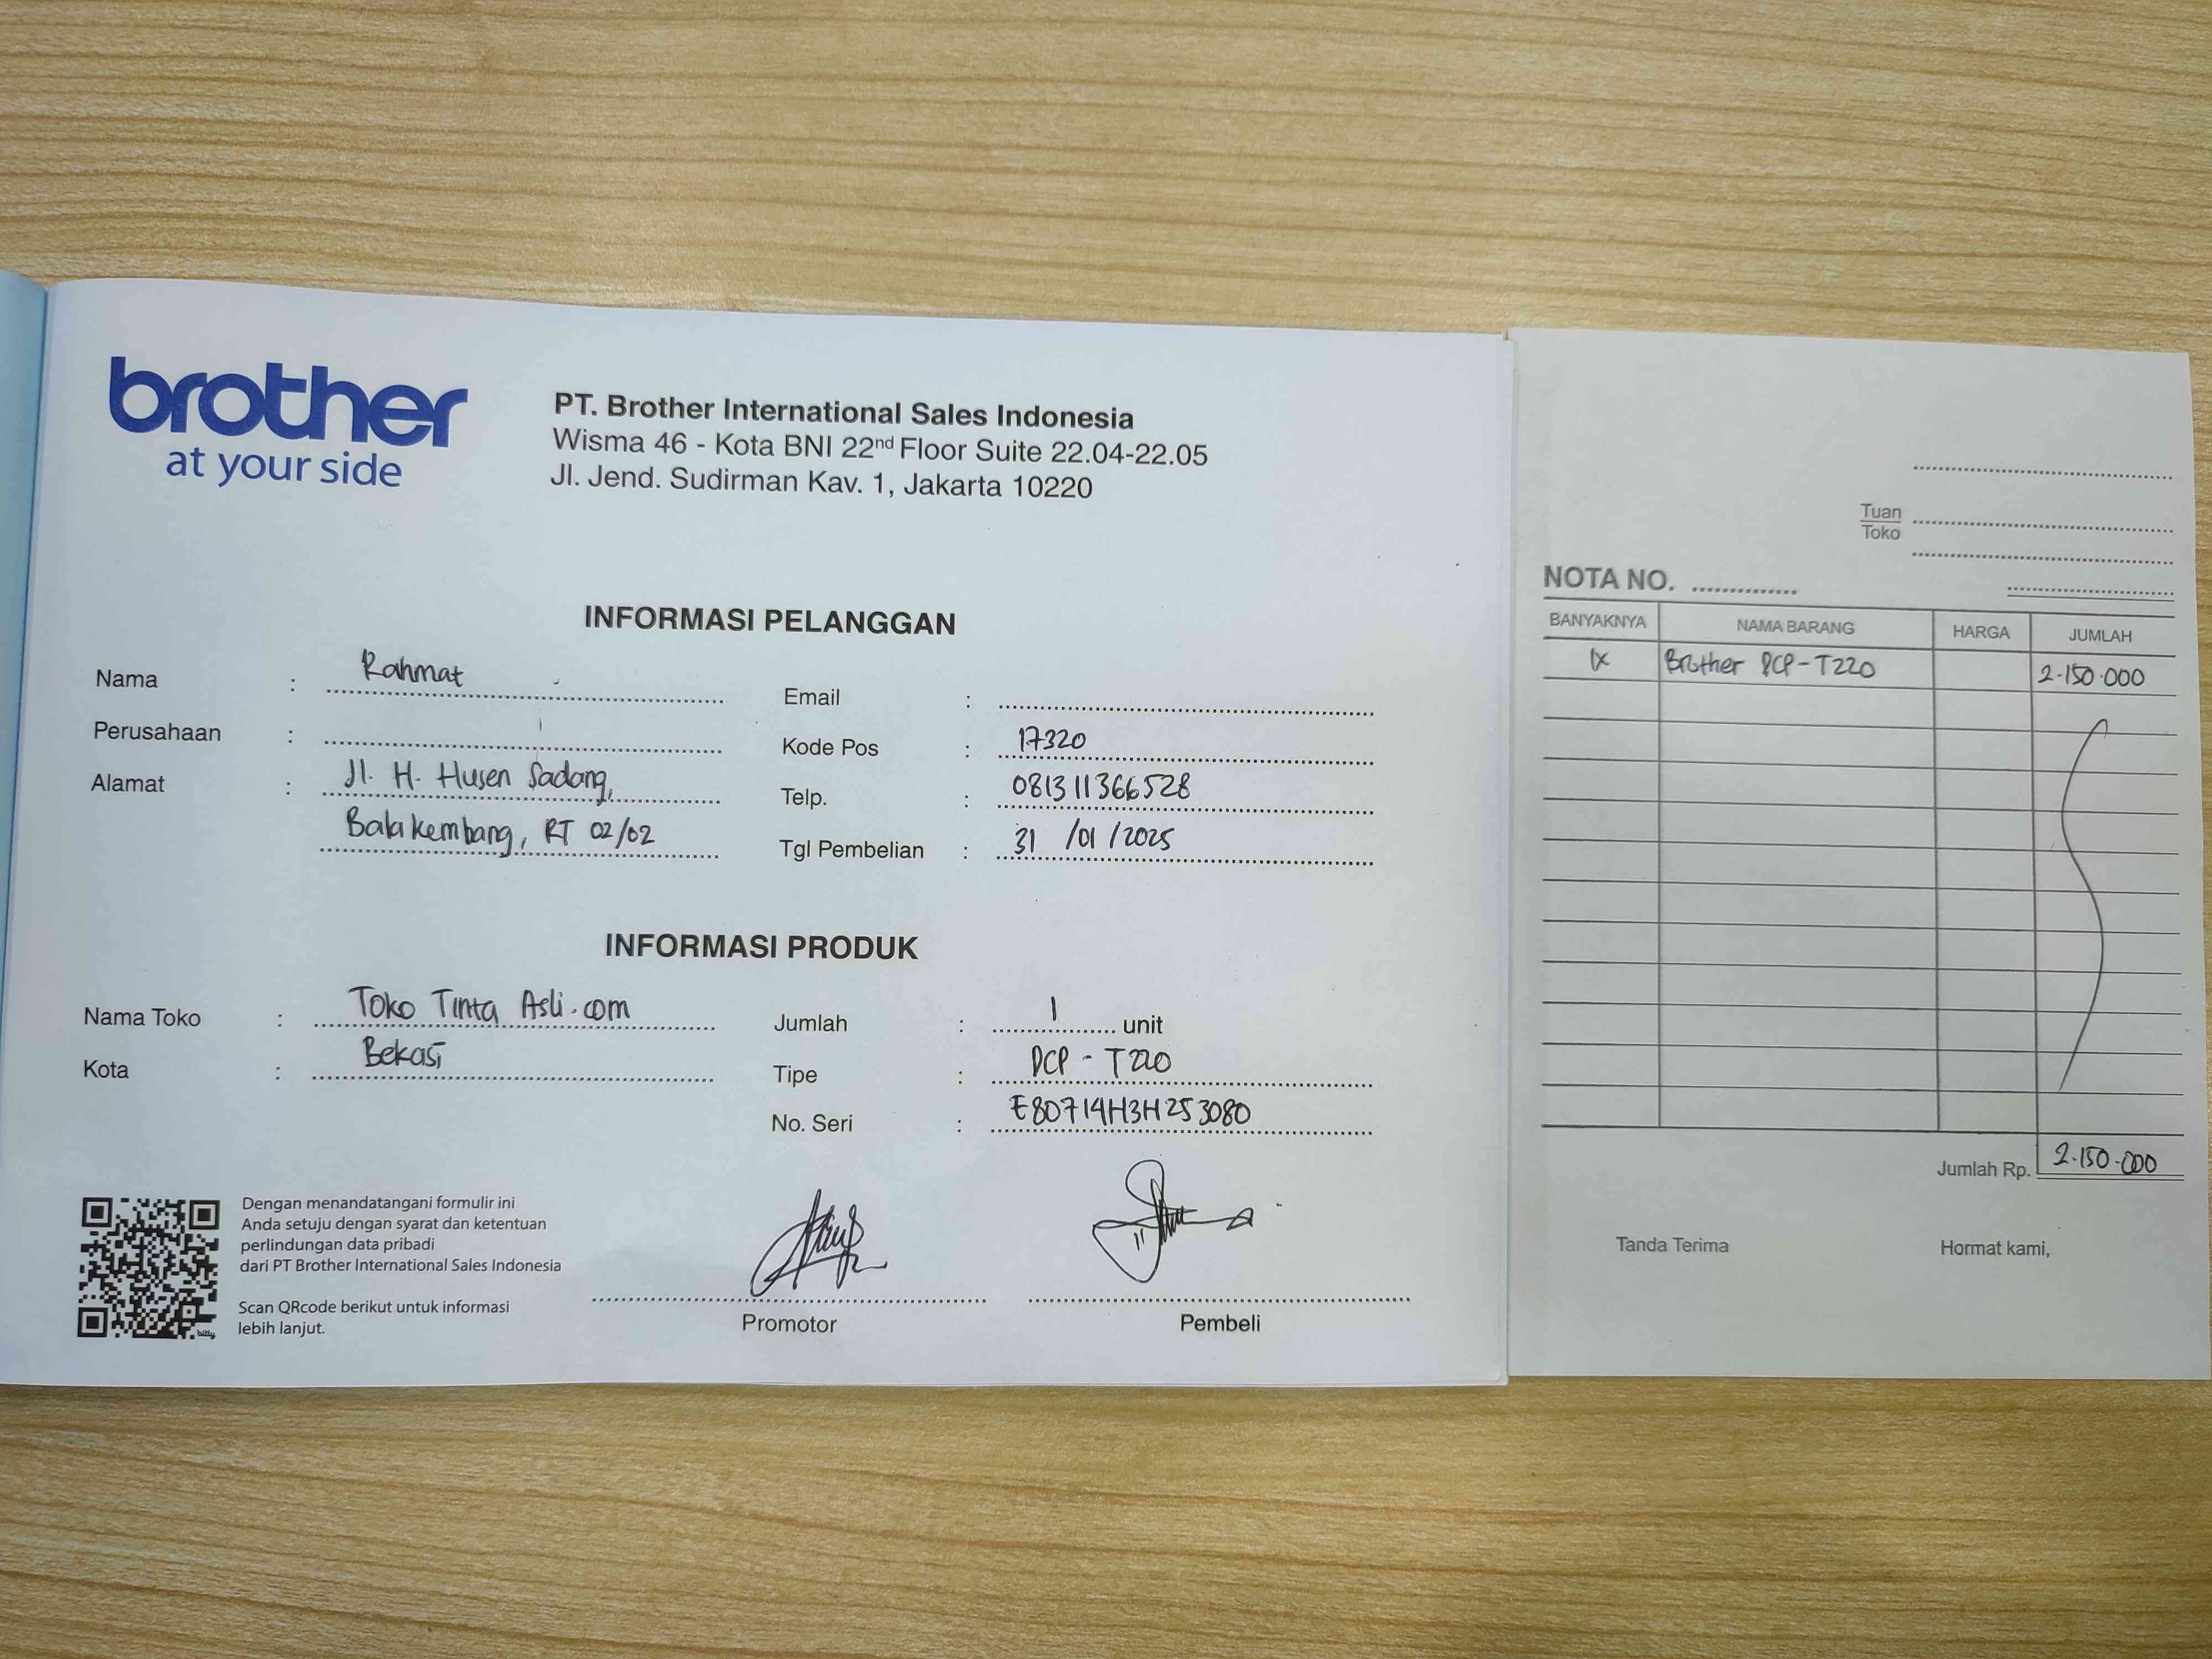 brother
at your side
PT. Brother International Sales Indonesia
Wisma 46 - Kota BNI 22nd Floor Suite 22.04-22.05
Jl. Jend. Sudirman Kav. 1, Jakarta 10220
INFORMASI PELANGGAN
Nama : Rahmat
Perusahaan :
Alamat : Jl. H. Husen Sadang,
Balakembang, RT 02/02
Email :
Kode Pos : 17320
Telp. : 081311366528
Tgl Pembelian : 31 /01 /2025
INFORMASI PRODUK
Nama Toko : Toko Tinta Asli.com
Kota : Bekasi
Jumlah : 1 unit
Tipe : DCP - T220
No. Seri : E80714H3H253080
Dengan menandatangani formulir ini
Anda setuju dengan syarat dan ketentuan
perlindungan data pribadi
dari PT Brother International Sales Indonesia
Scan QRcode berikut untuk informasi
lebih lanjut.
bitly
Promotor
Pembeli
Tuan
Toko
NOTA NO.
BANYAKNYA NAMA BARANG HARGA JUMLAH
1x Brother DCP-T220 2.150.000
Jumlah Rp. 2.150.000
Tanda Terima
Hormat kami,